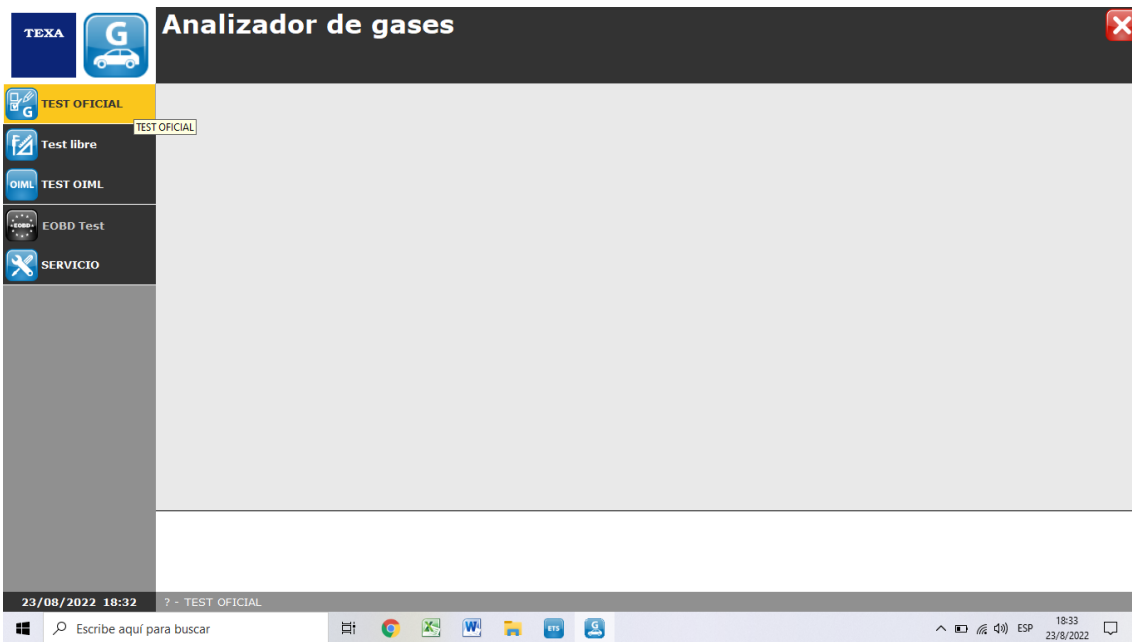 TEXA
G
Analizador de gases
G
TEST OFICIAL
TEST OFICIAL
Test libre
OIML
TEST OIML
EOBD
EOBD Test
SERVICIO
23/08/2022 18:32
? - TEST OFICIAL
Escribe aquí para buscar
ETS
G
ESP
18:33
23/8/2022